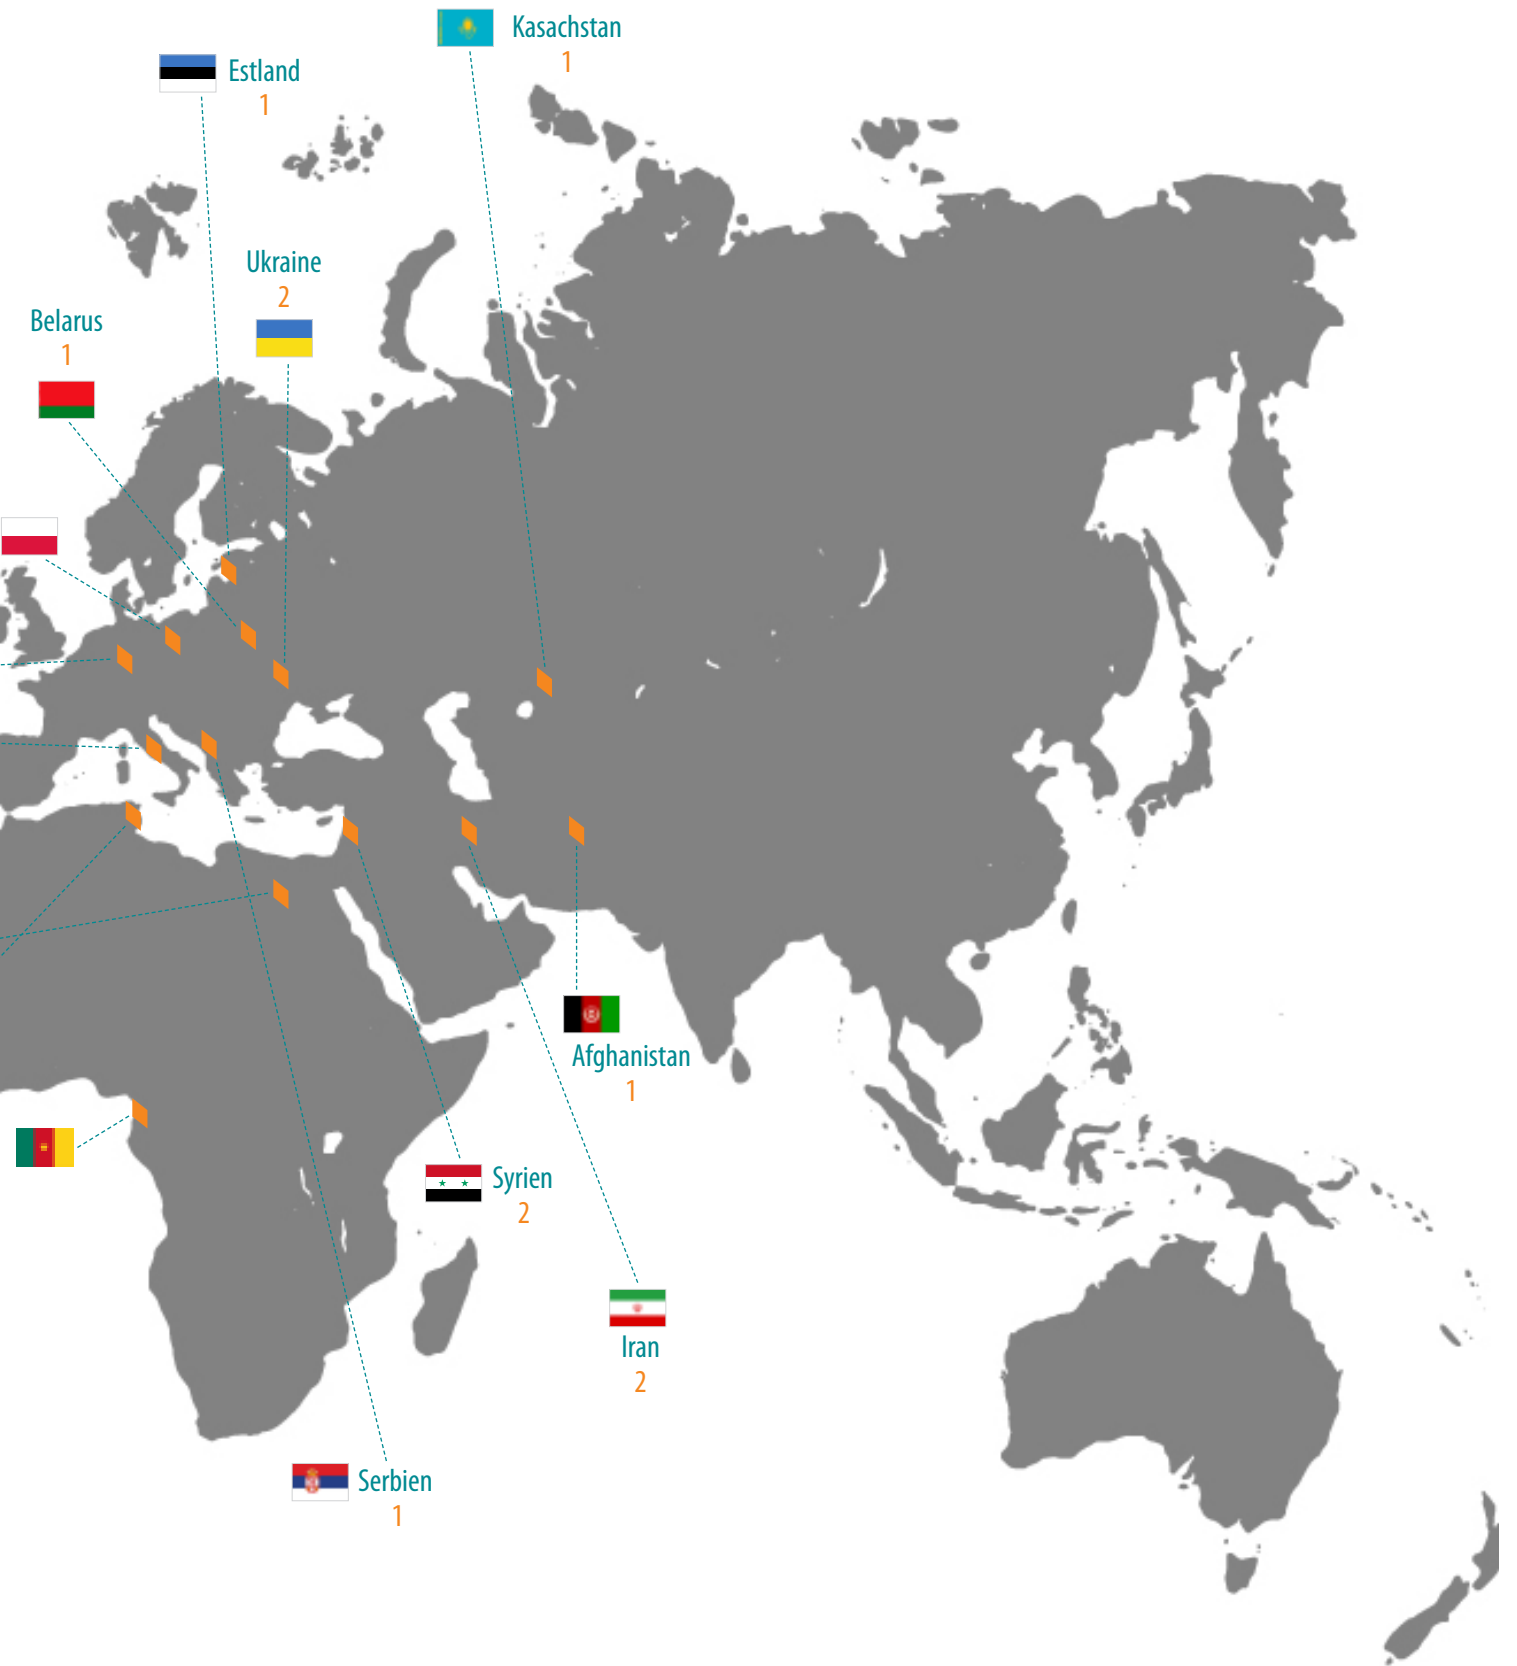 Kasachstan
1
Estland
1
Ukraine
2
Belarus
1
Afghanistan
1
Syrien
2
Iran
2
Serbien
1